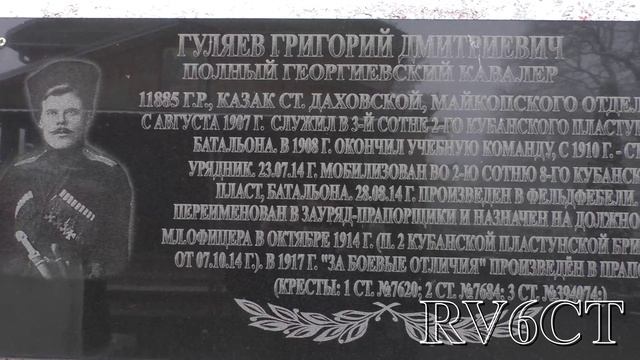 ГУЛЯЕВ ГРИГОРИЙ ДМИТРИЕВИЧ
ПОЛНЫЙ ГЕОРГИЕВСКИЙ КАВАЛЕР
11885 Г.Р., КАЗАК СТ. ДАХОВСКОЙ, МАЙКОПСКОГО ОТДЕ
С АВГУСТА 1907 Г. СЛУЖИЛ В 3-Й СОТНЕ 2-ГО КУБАНСКОГО ПЛАСТУ
БАТАЛЬОНА. В 1908 Г. ОКОНЧИЛ УЧЕБНУЮ КОМАНДУ, С 1910 Г. - СТ
УРЯДНИК. 23.07.14 Г. МОБИЛИЗОВАН ВО 2-Ю СОТНЮ 8-ГО КУБАНСК
ПЛАСТ, БАТАЛЬОНА. 28.08.14 Г. ПРОИЗВЕДЕН В ФЕЛЬДФЕБЕЛИ.
ПЕРЕИМЕНОВАН В ЗАУРЯД-ПРАПОРЩИКИ И НАЗНАЧЕН НА ДОЛЖНО
МЛ.ОФИЦЕРА В ОКТЯБРЕ 1914 Г. (П. 2 КУБАНСКОЙ ПЛАСТУНСКОЙ БРИ
ОТ 07.10.14 Г.). В 1917 Г. "ЗА БОЕВЫЕ ОТЛИЧИЯ" ПРОИЗВЕДЁН В ПРАП
(КРЕСТЫ: 1 СТ. №7620; 2 СТ. №7684; 3 СТ. №394074;)
RV6CT